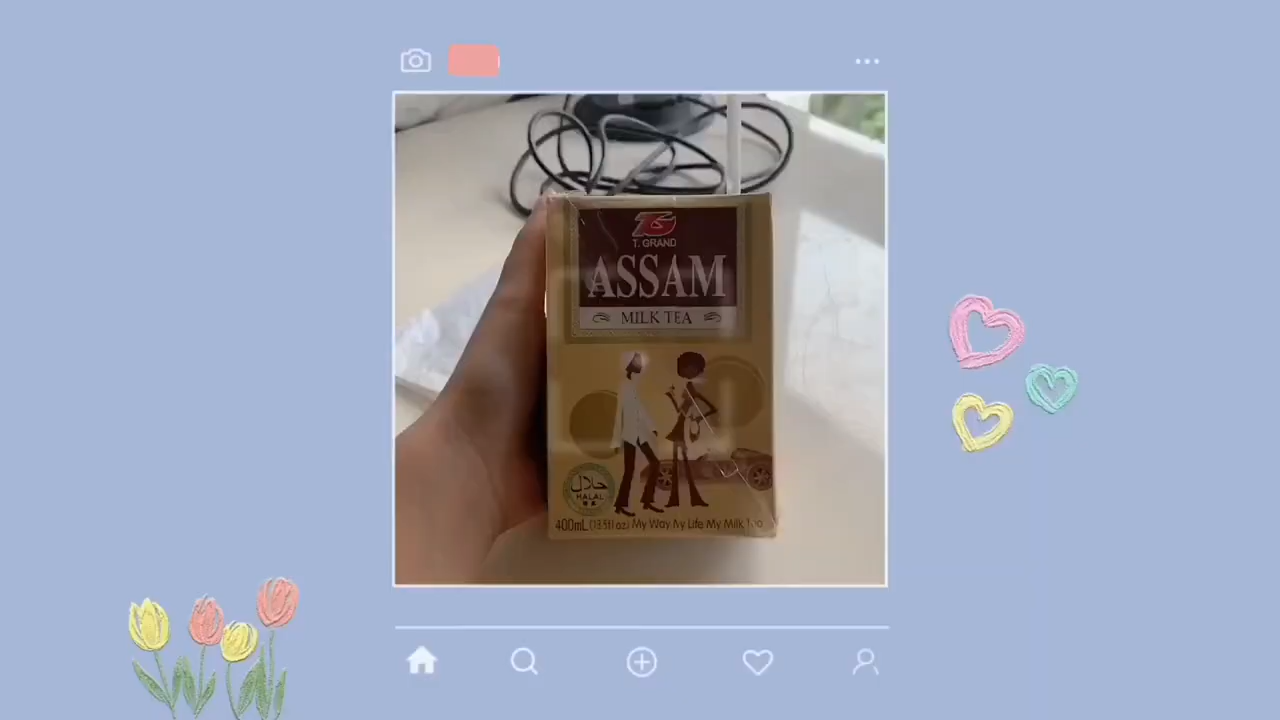 T. GRAND
ASSAM
MILK TEA
حلال
HALAL
400mL (13.5fl oz) My Way My Life My Milk Tea